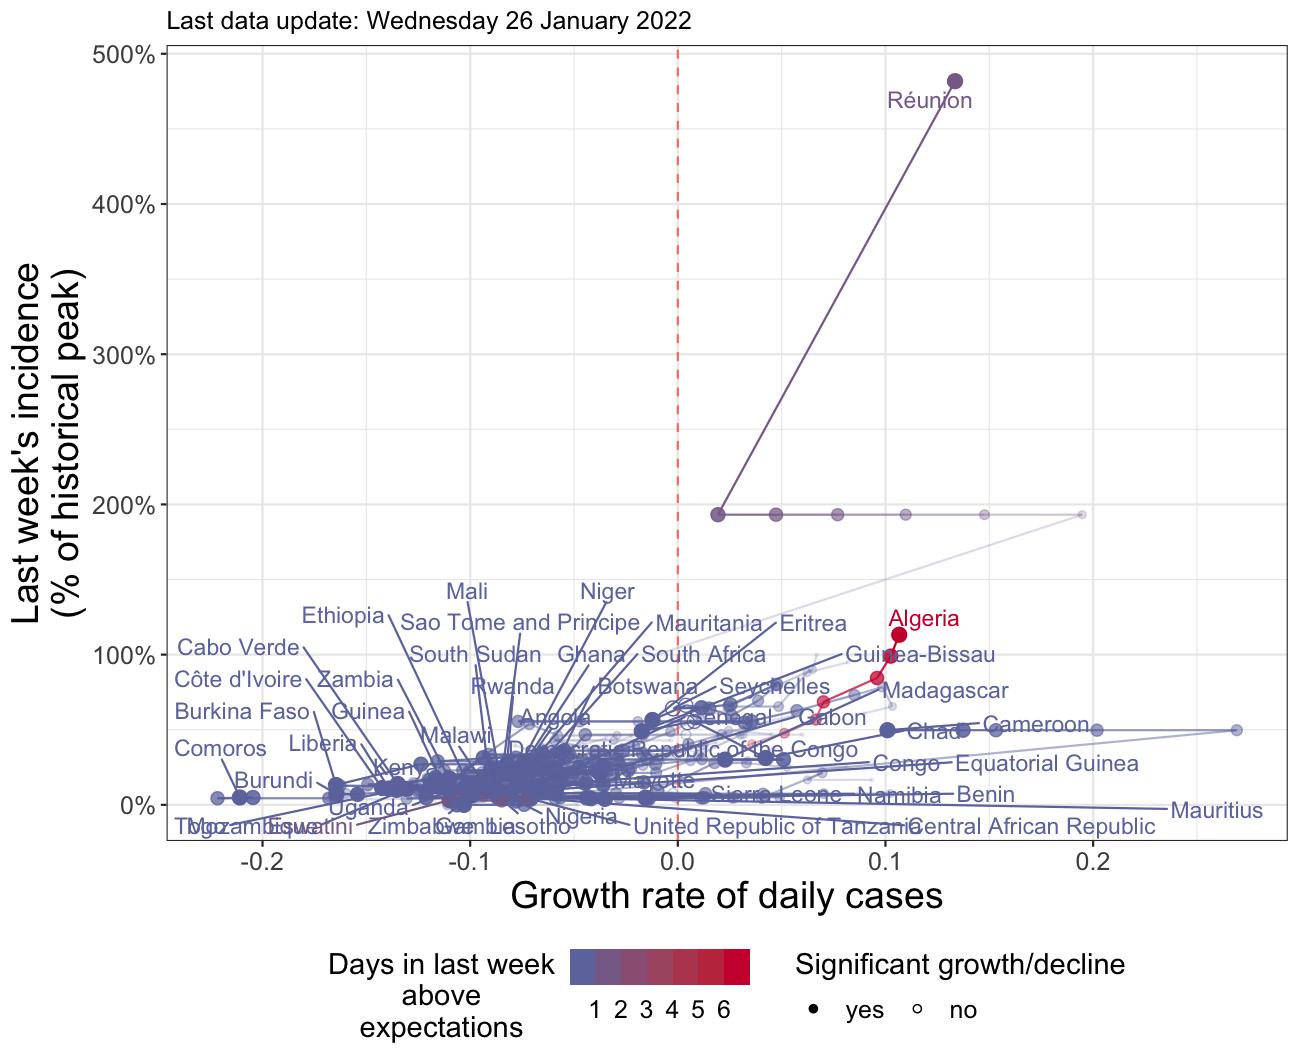 Last data update: Wednesday 26 January 2022
500%
400%
300%
200%
100%
0%
Last week's incidence
(% of historical peak)
Réunion
Algeria
Mali
Niger
Ethiopia
Sao Tome and Principe
Mauritania
Eritrea
Cabo Verde
South Sudan
Ghana
South Africa
Guinea-Bissau
Côte d'Ivoire
Zambia
Rwanda
Botswana
Seychelles
Madagascar
Burkina Faso
Guinea
Angola
Senegal
Gabon
Chad
Cameroon
Comoros
Liberia
Malawi
Democratic Republic of the Congo
Kenya
Congo
Equatorial Guinea
Burundi
Mayotte
Sierra Leone
Namibia
Benin
Uganda
Mauritius
Togo
Mozambique
Eswatini
Zimbabwe
Gambia
Lesotho
Nigeria
United Republic of Tanzania
Central African Republic
-0.2
-0.1
0.0
0.1
0.2
Growth rate of daily cases
Days in last week
above
expectations
1 2 3 4 5 6
Significant growth/decline
yes
no